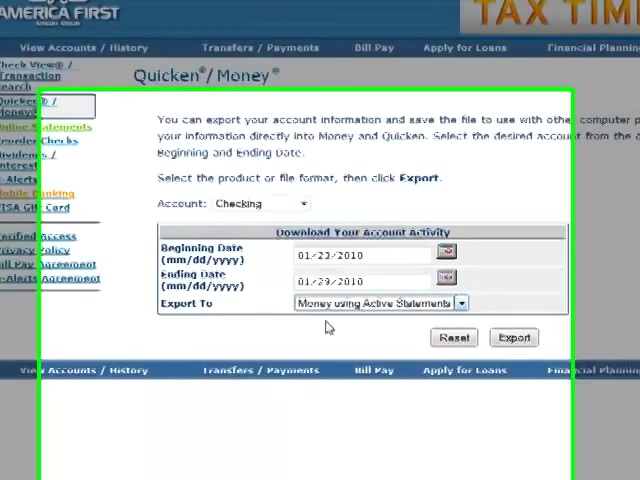 AMERICA FIRST
TAX TIM
View Accounts / History Transfers / Payments Bill Pay Apply for Loans Financial Planning
Check View® /
Transaction
Search
Quicken® / Money®
Quicken® /
Money®
Online Statements
Reorder Checks
Dividends /
Interest
E-Alerts
Mobile Banking
VISA Gift Card
Verified Access
Privacy Policy
Bill Pay Agreement
E-Alerts Agreement
You can export your account information and save the file to use with other computer p
your information directly into Money and Quicken. Select the desired account from the
Beginning and Ending Date.
Select the product or file format, then click Export.
Account: Checking
Download Your Account Activity
Beginning Date
(mm/dd/yyyy) 01/23/2010
Ending Date
(mm/dd/yyyy) 01/29/2010
Export To Money using Active Statements
Reset Export
View Accounts / History Transfers / Payments Bill Pay Apply for Loans Financial Planning